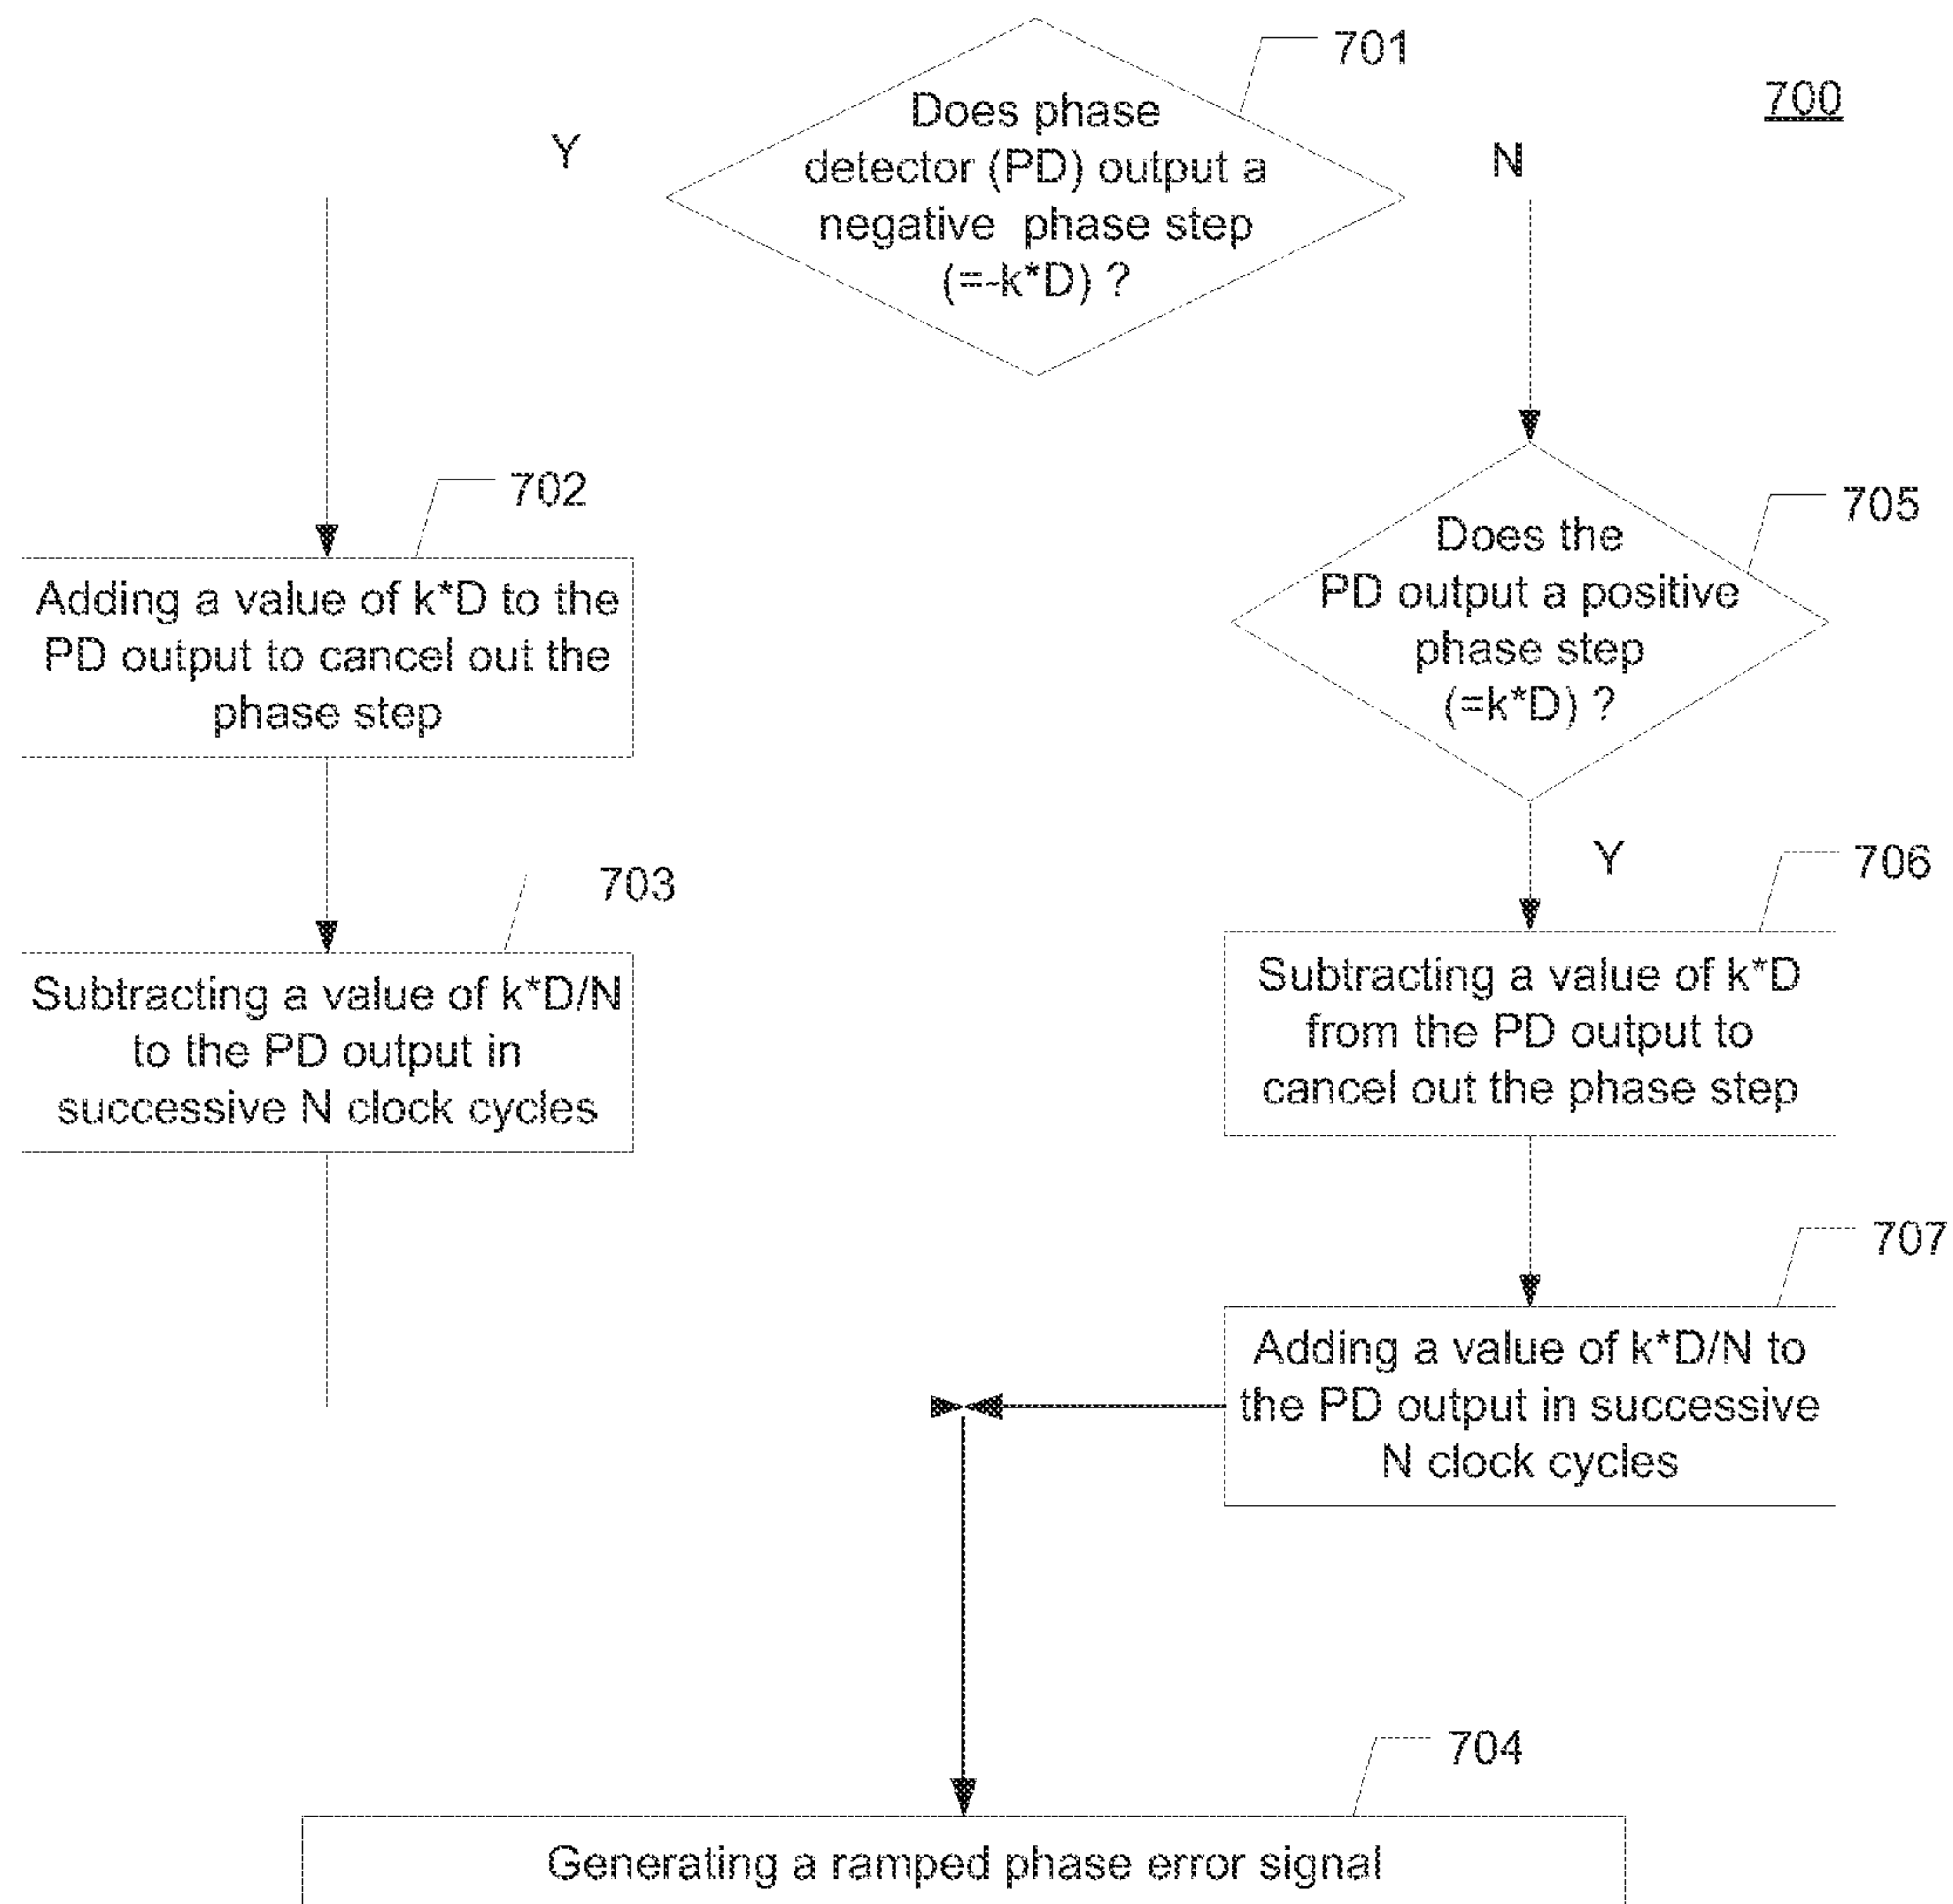 701
700
Does phase
detector (PD) output a
negative phase step
(=-k*D) ?
Y
N
702
Adding a value of k*D to the
PD output to cancel out the
phase step
705
Does the
PD output a positive
phase step
(=k*D) ?
Y
703
Subtracting a value of k*D/N
to the PD output in
successive N clock cycles
706
Subtracting a value of k*D
from the PD output to
cancel out the phase step
707
Adding a value of k*D/N to
the PD output in successive
N clock cycles
704
Generating a ramped phase error signal